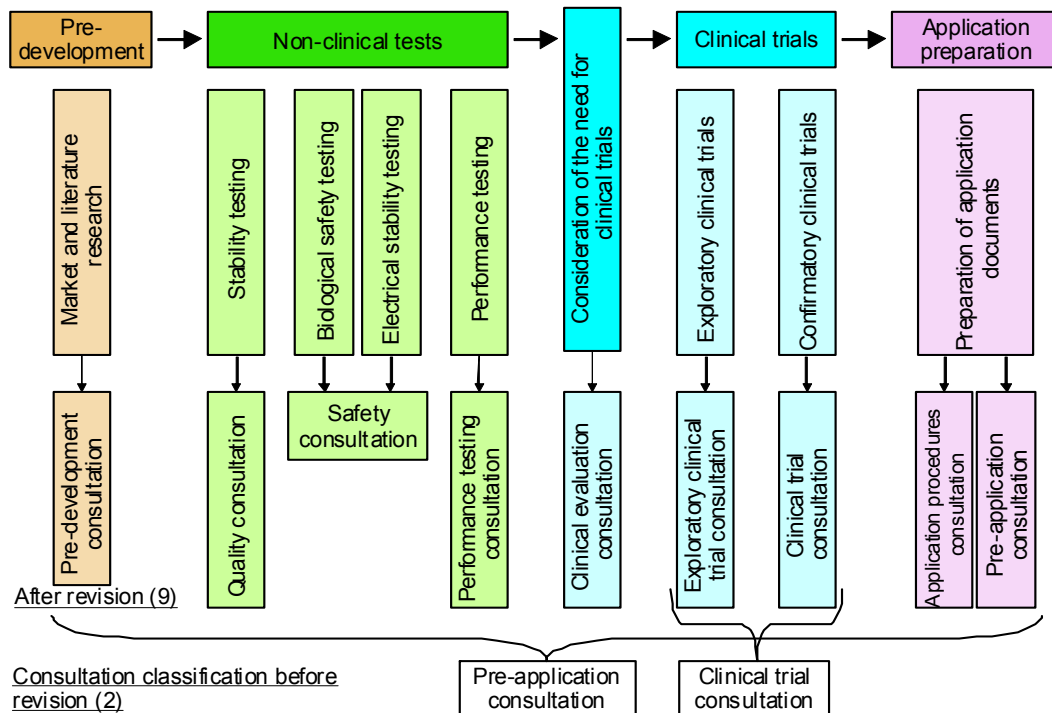 Pre-
development
Non-clinical tests
Clinical trials
Application
preparation
Market and literature
research
Stability testing
Biological safety testing
Electrical stability testing
Performance testing
Consideration of the need for
clinical trials
Exploratory clinical trials
Confirmatory clinical trials
Preparation of application
documents
Pre-development
consultation
Quality consultation
Safety
consultation
Performance testing
consultation
Clinical evaluation
consultation
Exploratory clinical
trial consultation
Clinical trial
consultation
Application procedures
consultation
Pre-application
consultation
After revision (9)
Consultation classification before
revision (2)
Pre-application
consultation
Clinical trial
consultation